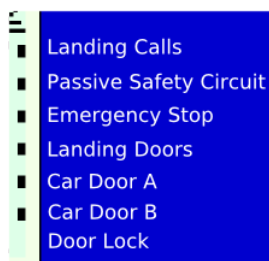 Landing Calls
Passive Safety Circuit
Emergency Stop
Landing Doors
Car Door A
Car Door B
Door Lock